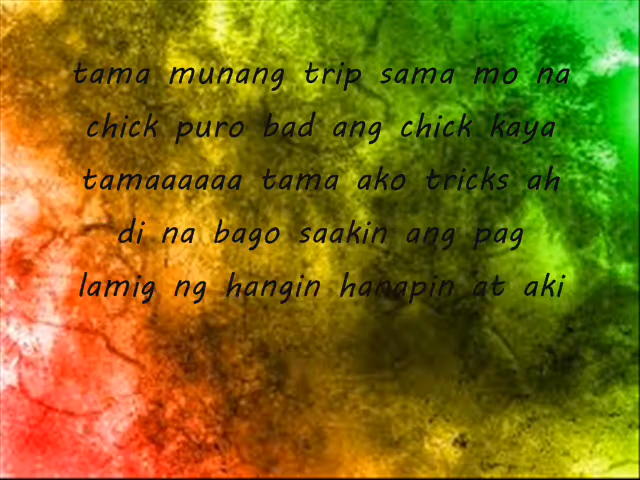 tama munang trip sama mo na
chick puro bad ang chick kaya
tamaaaaaa tama ako tricks ah
di na bago saakin ang pag
lamig ng hangin hanapin at aki